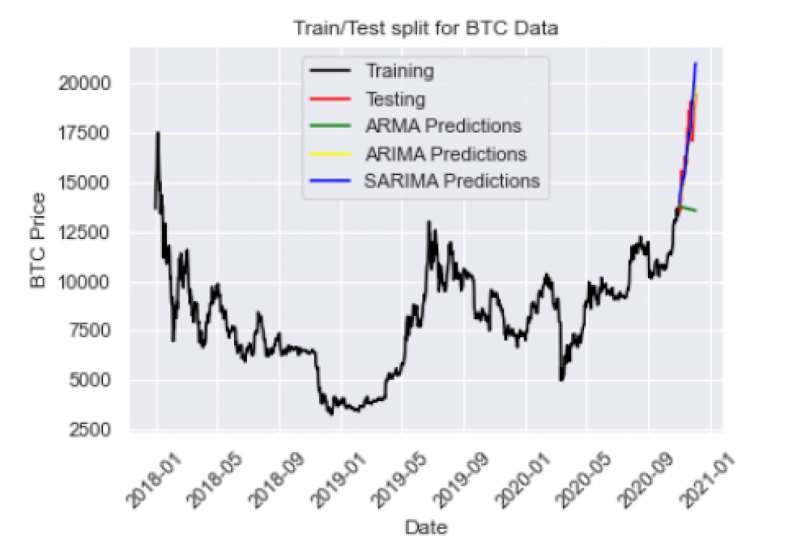 Train/Test split for BTC Data
Training
Testing
ARMA Predictions
ARIMA Predictions
SARIMA Predictions
BTC Price
20000
17500
15000
12500
10000
7500
5000
2500
2018-01
2018-05
2018-09
2019-01
2019-05
2019-09
2020-01
2020-05
2020-09
2021-01
Date